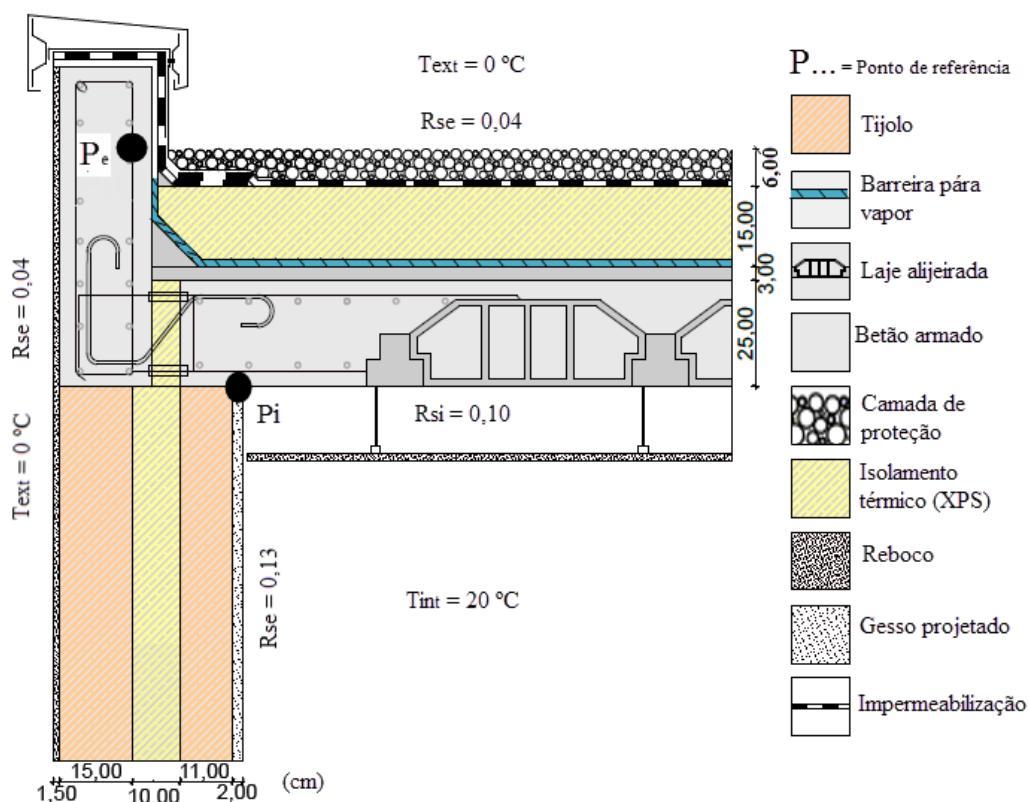 Text = 0 ºC
Rse = 0,04
Pe
Rse = 0,04
Text = 0 ºC
Pi
Rsi = 0,10
Rse = 0,13
Tint = 20 ºC
6,00
15,00
3,00
25,00
15,00
11,00
1,50
10,00
2,00
(cm)
P... = Ponto de referência
Tijolo
Barreira pára
vapor
Laje alijeirada
Betão armado
Camada de
proteção
Isolamento
térmico (XPS)
Reboco
Gesso projetado
Impermeabilização